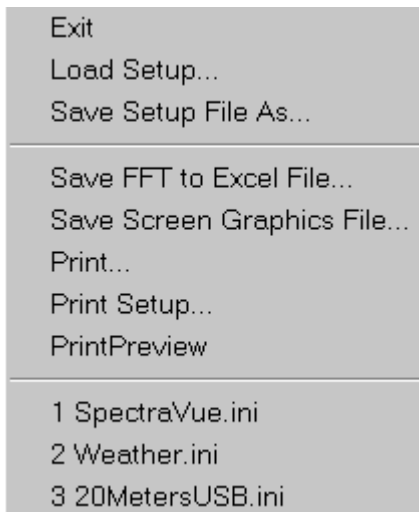 Exit
Load Setup...
Save Setup File As...
Save FFT to Excel File...
Save Screen Graphics File...
Print...
Print Setup...
PrintPreview
1 SpectraVue.ini
2 Weather.ini
3 20MetersUSB.ini